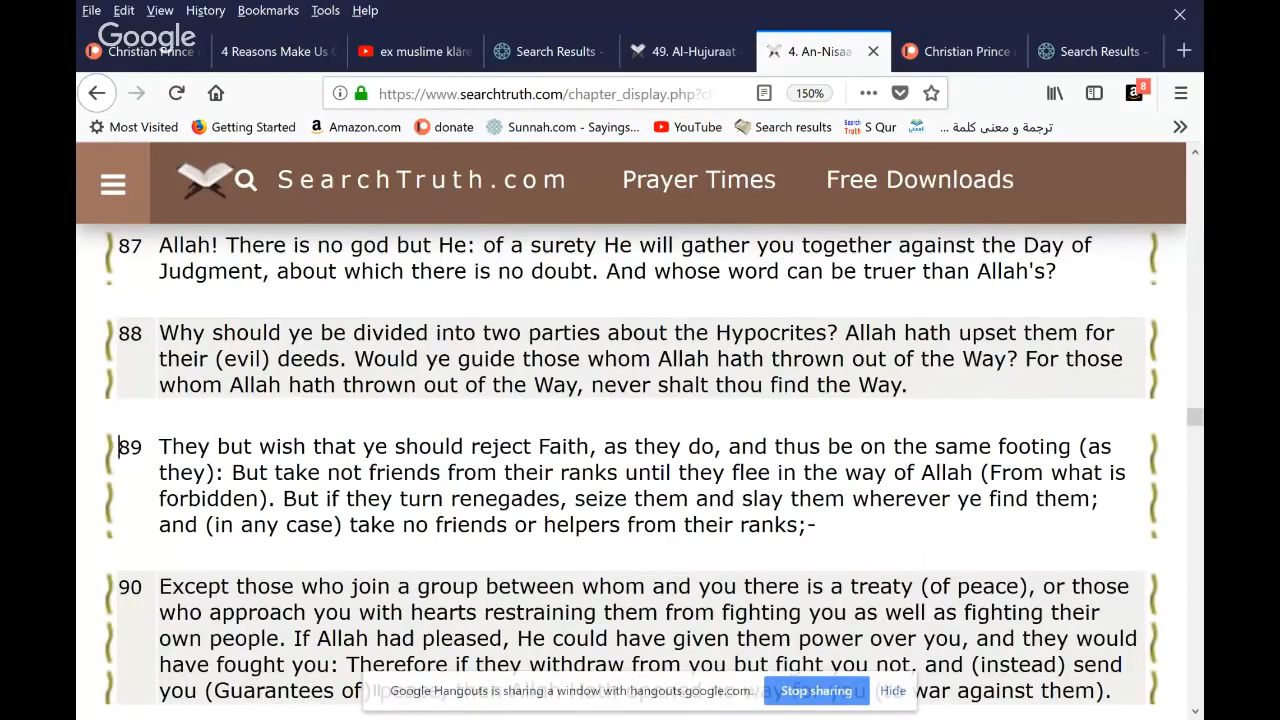 File Edit View History Bookmarks Tools Help
Google
Christian Prince
4 Reasons Make Us
ex muslime kläre
Search Results -
49. Al-Hujuraat
4. An-Nisaa
Christian Prince
Search Results -
https://www.searchtruth.com/chapter_display.php?c
150%
8
Most Visited Getting Started Amazon.com donate Sunnah.com - Sayings... YouTube Search results S Qur ترجمة و معنى كلمة ...
SearchTruth.com Prayer Times Free Downloads
87 Allah! There is no god but He: of a surety He will gather you together against the Day of
Judgment, about which there is no doubt. And whose word can be truer than Allah's?
88 Why should ye be divided into two parties about the Hypocrites? Allah hath upset them for
their (evil) deeds. Would ye guide those whom Allah hath thrown out of the Way? For those
whom Allah hath thrown out of the Way, never shalt thou find the Way.
89 They but wish that ye should reject Faith, as they do, and thus be on the same footing (as
they): But take not friends from their ranks until they flee in the way of Allah (From what is
forbidden). But if they turn renegades, seize them and slay them wherever ye find them;
and (in any case) take no friends or helpers from their ranks;-
90 Except those who join a group between whom and you there is a treaty (of peace), or those
who approach you with hearts restraining them from fighting you as well as fighting their
own people. If Allah had pleased, He could have given them power over you, and they would
have fought you: Therefore if they withdraw from you but fight you not, and (instead) send
you (Guarantees of war against them).
Google Hangouts is sharing a window with hangouts.google.com. Stop sharing Hide